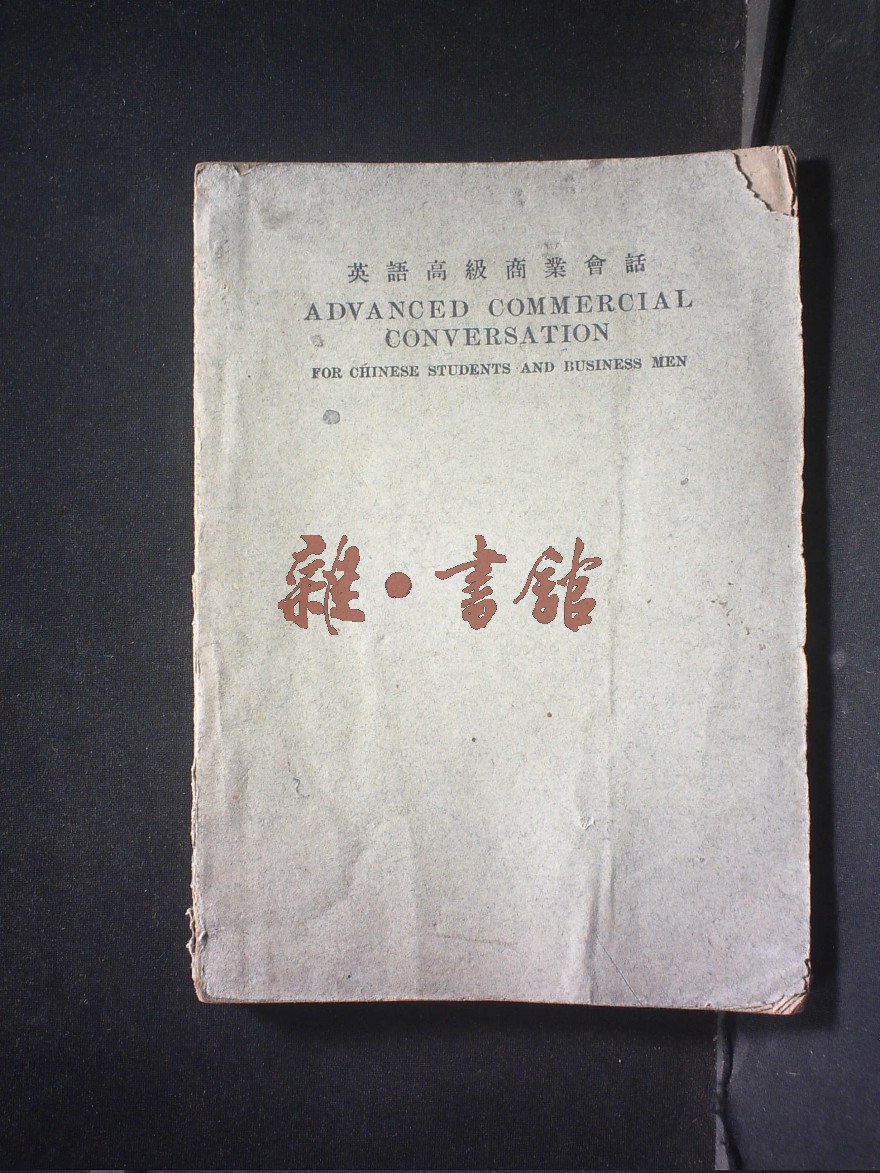 英語高級商業會話
ADVANCED COMMERCIAL
CONVERSATION
FOR CHINESE STUDENTS AND BUSINESS MEN
雜·書館